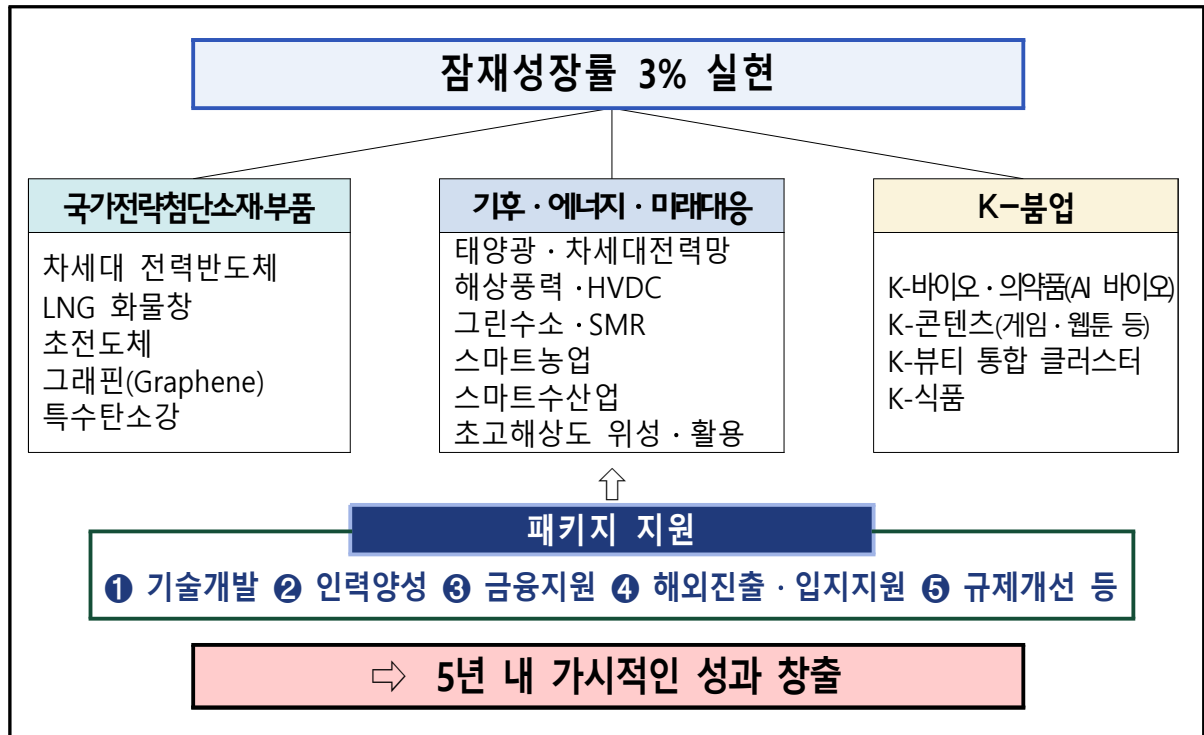 잠재성장률 3% 실현
국가전략첨단소재·부품
차세대 전력반도체
LNG 화물창
초전도체
그래핀(Graphene)
특수탄소강
기후·에너지·미래대응
태양광·차세대전력망
해상풍력·HVDC
그린수소·SMR
스마트농업
스마트수산업
초고해상도 위성·활용
K-붐업
K-바이오·의약품(AI 바이오)
K-콘텐츠(게임·웹툰 등)
K-뷰티 통합 클러스터
K-식품
⇧
패키지 지원
❶ 기술개발 ❷ 인력양성 ❸ 금융지원 ❹ 해외진출·입지지원 ❺ 규제개선 등
⇨ 5년 내 가시적인 성과 창출